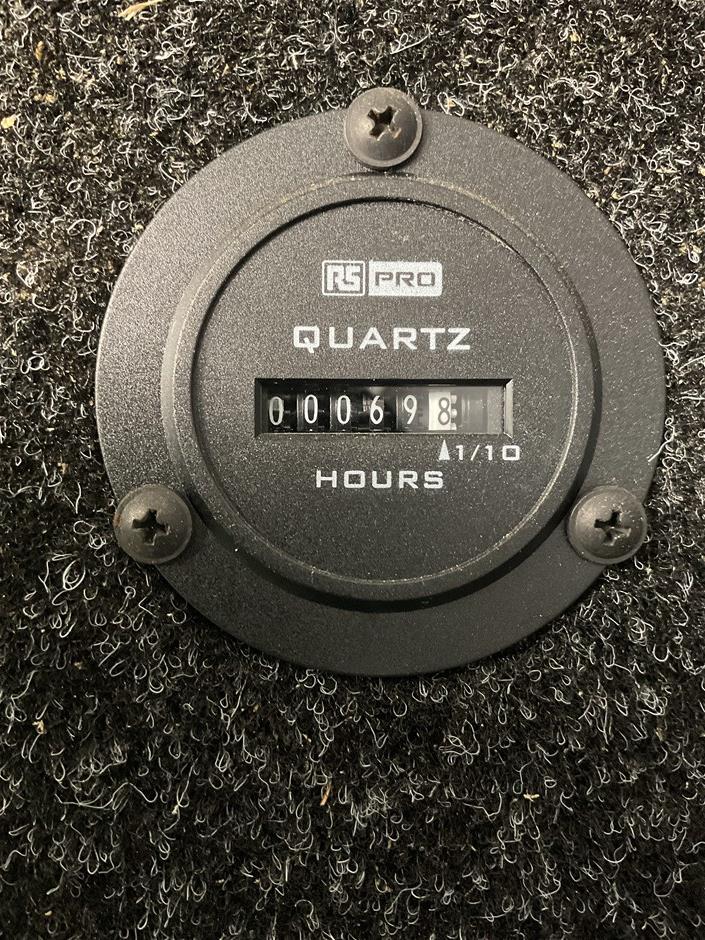 RS PRO
QUARTZ
000698
1/10
HOURS